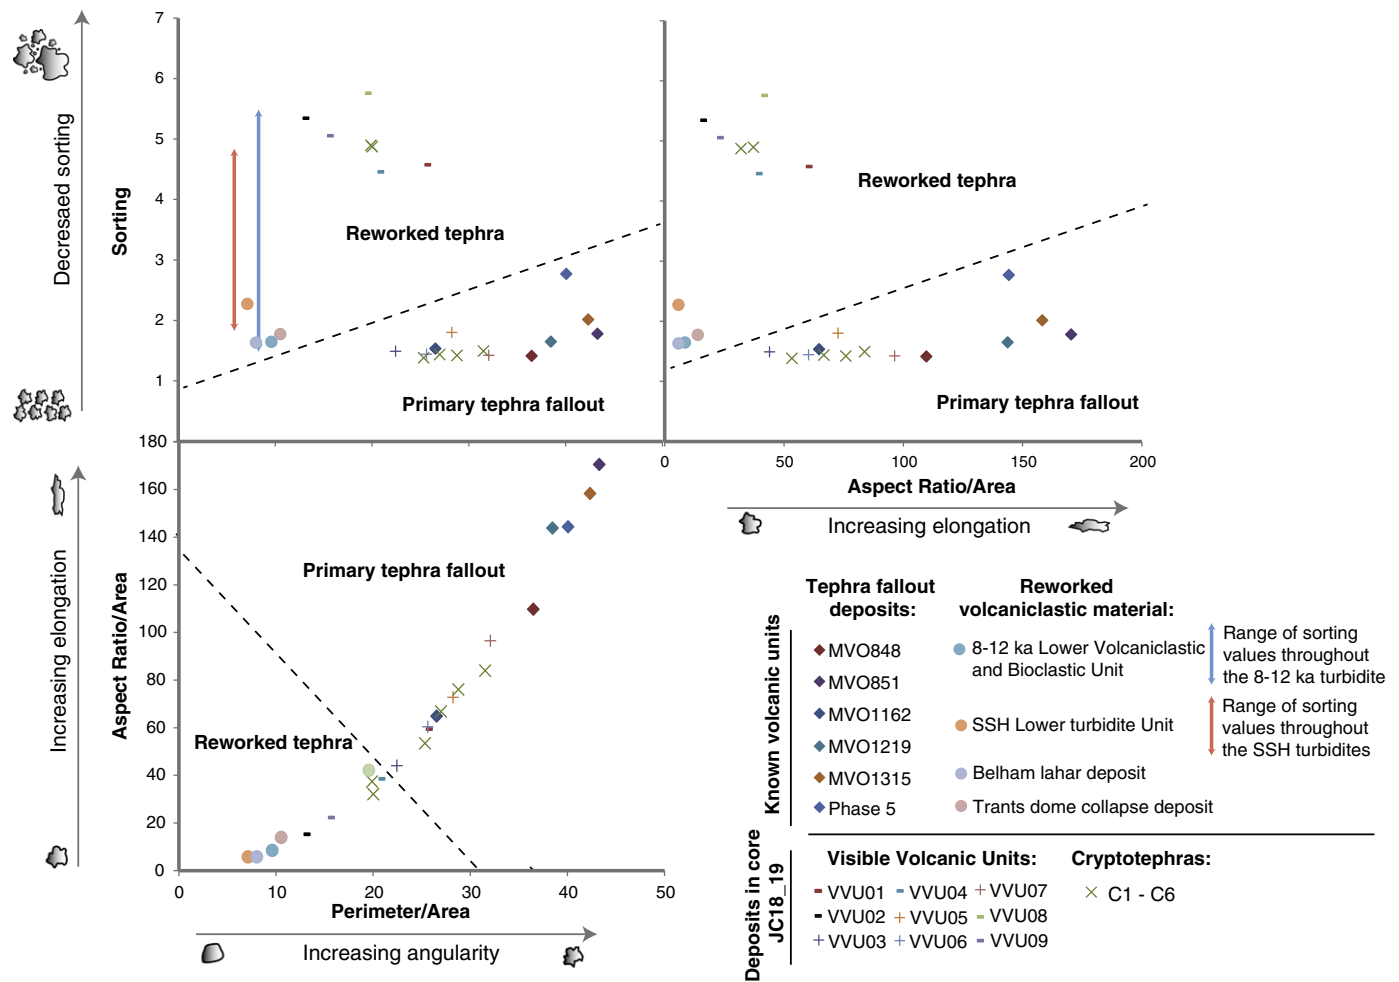 7
6
5
4
3
2
1
Decresaed sorting
Sorting
Reworked tephra
Primary tephra fallout
Reworked tephra
Primary tephra fallout
0
50
100
150
200
Aspect Ratio/Area
Increasing elongation
180
160
140
120
100
80
60
40
20
0
Increasing elongation
Aspect Ratio/Area
Primary tephra fallout
Reworked tephra
0
10
20
30
40
50
Perimeter/Area
Increasing angularity
Known volcanic units
Tephra fallout
deposits:
MVO848
MVO851
MVO1162
MVO1219
MVO1315
Phase 5
Reworked
volcaniclastic material:
8-12 ka Lower Volcaniclastic
and Bioclastic Unit
SSH Lower turbidite Unit
Belham lahar deposit
Trants dome collapse deposit
Range of sorting
values throughout
the 8-12 ka turbidite
Range of sorting
values throughout
the SSH turbidites
Deposits in core
JC18_19
Visible Volcanic Units:
VVU01
VVU04
VVU07
VVU02
VVU05
VVU08
VVU03
VVU06
VVU09
Cryptotephras:
C1 - C6